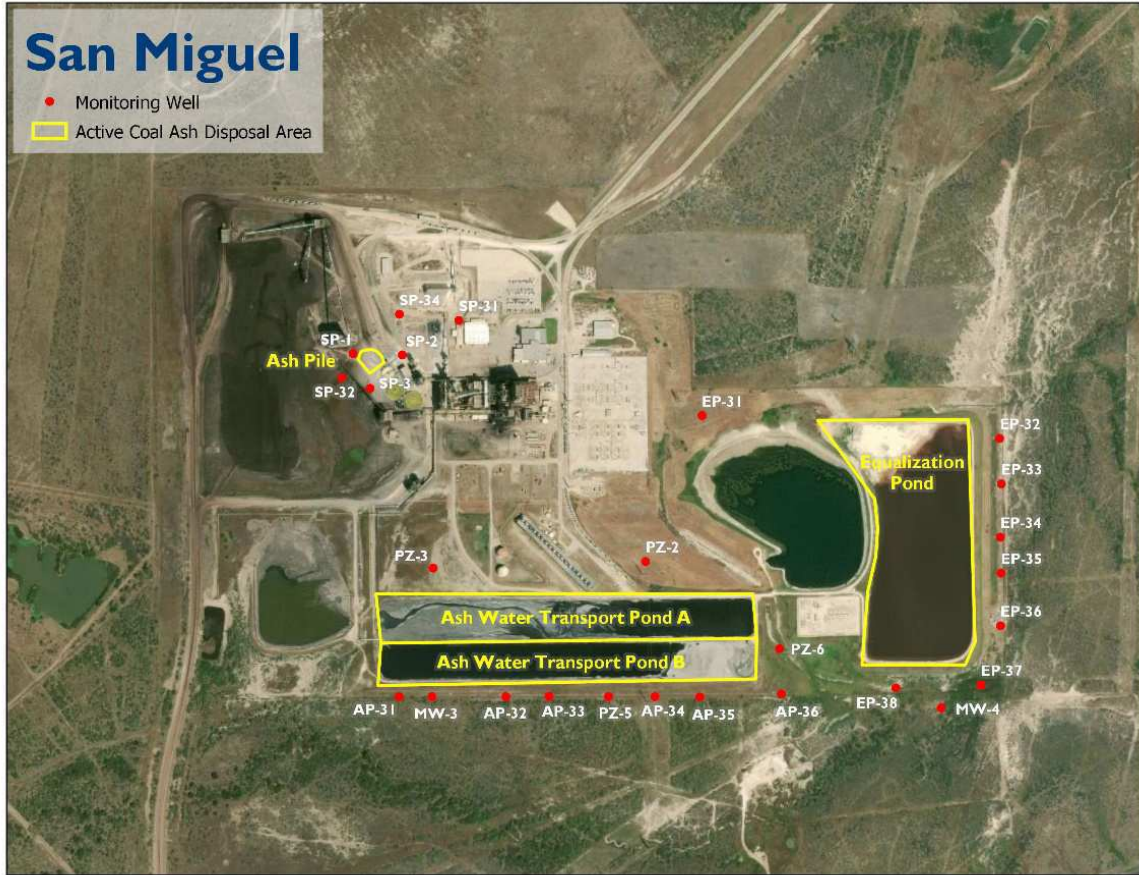 San Miguel
Monitoring Well
Active Coal Ash Disposal Area
SP-34
SP-31
SP-1
SP-2
Ash Pile
SP-32
SP-3
EP-31
EP-32
Equalization
Pond
EP-33
EP-34
EP-35
PZ-3
PZ-2
Ash Water Transport Pond A
EP-36
PZ-6
Ash Water Transport Pond B
EP-37
AP-31
MW-3
AP-32
AP-33
PZ-5
AP-34
AP-35
AP-36
EP-38
MW-4